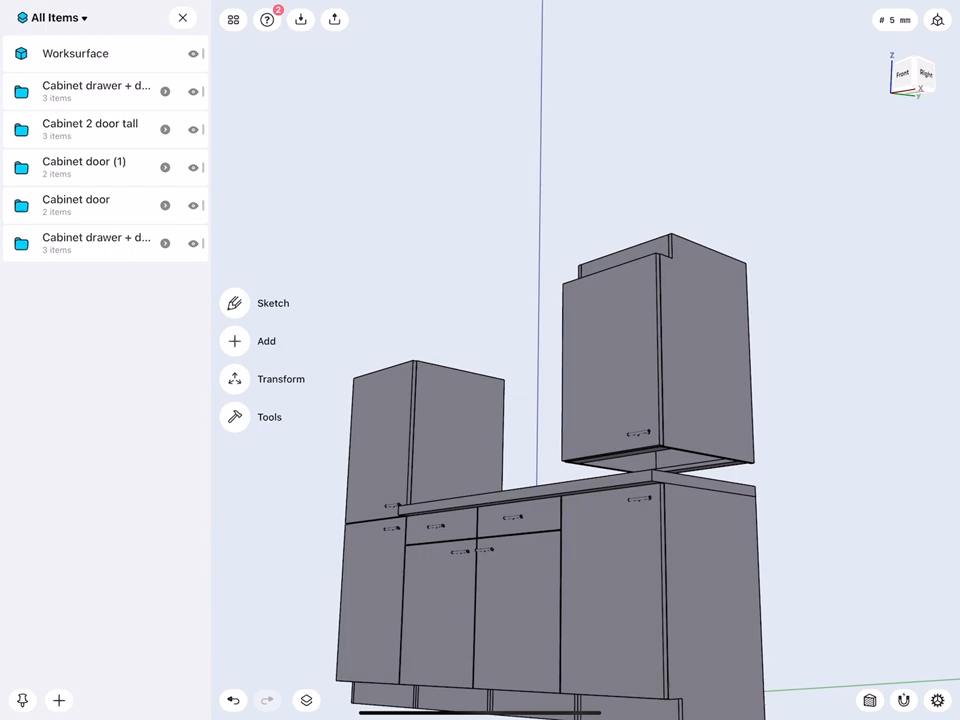 All Items
2
# 5 mm
Worksurface
Cabinet drawer + d...
3 items
Cabinet 2 door tall
3 items
Cabinet door (1)
2 items
Cabinet door
2 items
Cabinet drawer + d...
3 items
Z
Front
Right
X
Y
Sketch
Add
Transform
Tools